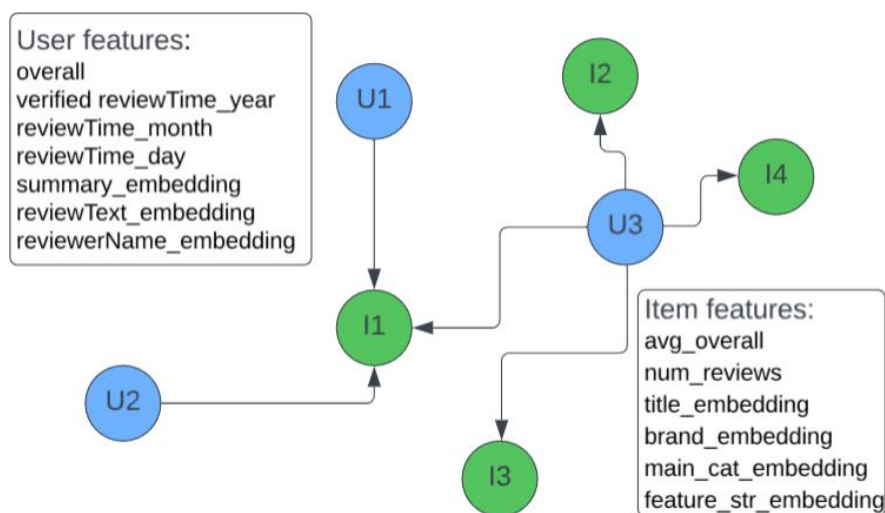 User features:
overall
verified reviewTime_year
reviewTime_month
reviewTime_day
summary_embedding
reviewText_embedding
reviewerName_embedding
U1
I2
I4
U3
I1
U2
I3
Item features:
avg_overall
num_reviews
title_embedding
brand_embedding
main_cat_embedding
feature_str_embedding